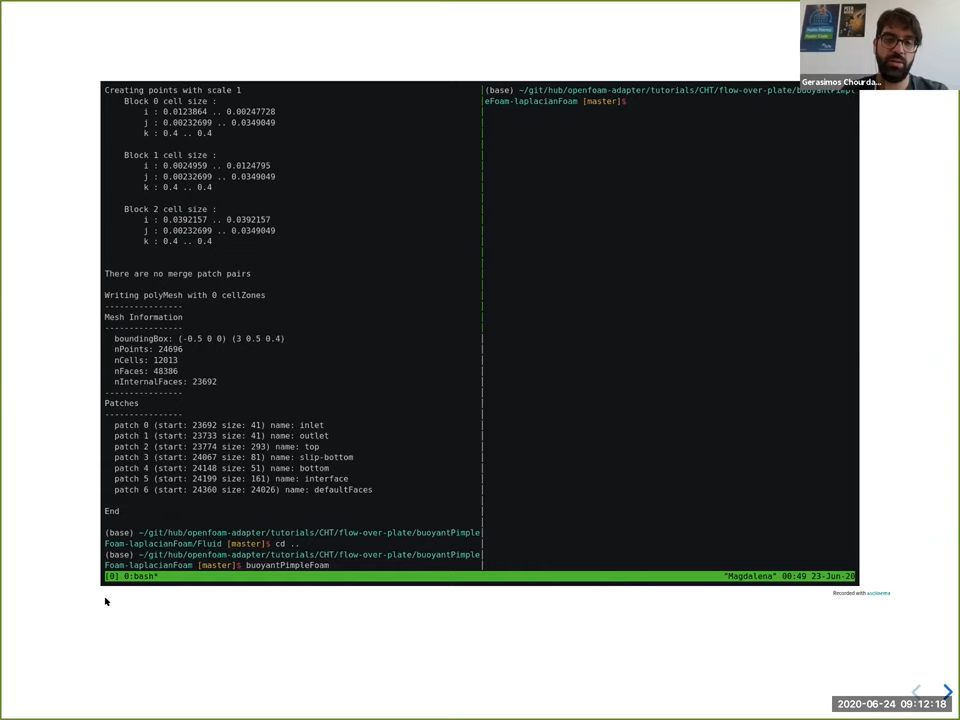 Gerasimos Chourda...
Creating points with scale 1
Block 0 cell size :
i : 0.0123864 .. 0.00247728
j : 0.00232699 .. 0.0349049
k : 0.4 .. 0.4
Block 1 cell size :
i : 0.0024959 .. 0.0124795
j : 0.00232699 .. 0.0349049
k : 0.4 .. 0.4
Block 2 cell size :
i : 0.0392157 .. 0.0392157
j : 0.00232699 .. 0.0349049
k : 0.4 .. 0.4
There are no merge patch pairs
Writing polyMesh with 0 cellZones
----------------
Mesh Information
----------------
boundingBox: (-0.5 0 0) (3 0.5 0.4)
nPoints: 24696
nCells: 12013
nFaces: 48386
nInternalFaces: 23692
----------------
Patches
----------------
patch 0 (start: 23692 size: 41) name: inlet
patch 1 (start: 23733 size: 41) name: outlet
patch 2 (start: 23774 size: 293) name: top
patch 3 (start: 24067 size: 81) name: slip-bottom
patch 4 (start: 24148 size: 51) name: bottom
patch 5 (start: 24199 size: 161) name: interface
patch 6 (start: 24360 size: 24026) name: defaultFaces
End
(base) ~/git/hub/openfoam-adapter/tutorials/CHT/flow-over-plate/buoyantPimple
Foam-laplacianFoam/Fluid [master]$ cd ..
(base) ~/git/hub/openfoam-adapter/tutorials/CHT/flow-over-plate/buoyantPimple
Foam-laplacianFoam [master]$ buoyantPimpleFoam
(base) ~/git/hub/openfoam-adapter/tutorials/CHT/flow-over-plate/buoyantPimpl
eFoam-laplacianFoam [master]$
[0] 0:bash*
"Magdalena" 00:49 23-Jun-20
Recorded with asciinema
2020-06-24 09:12:18